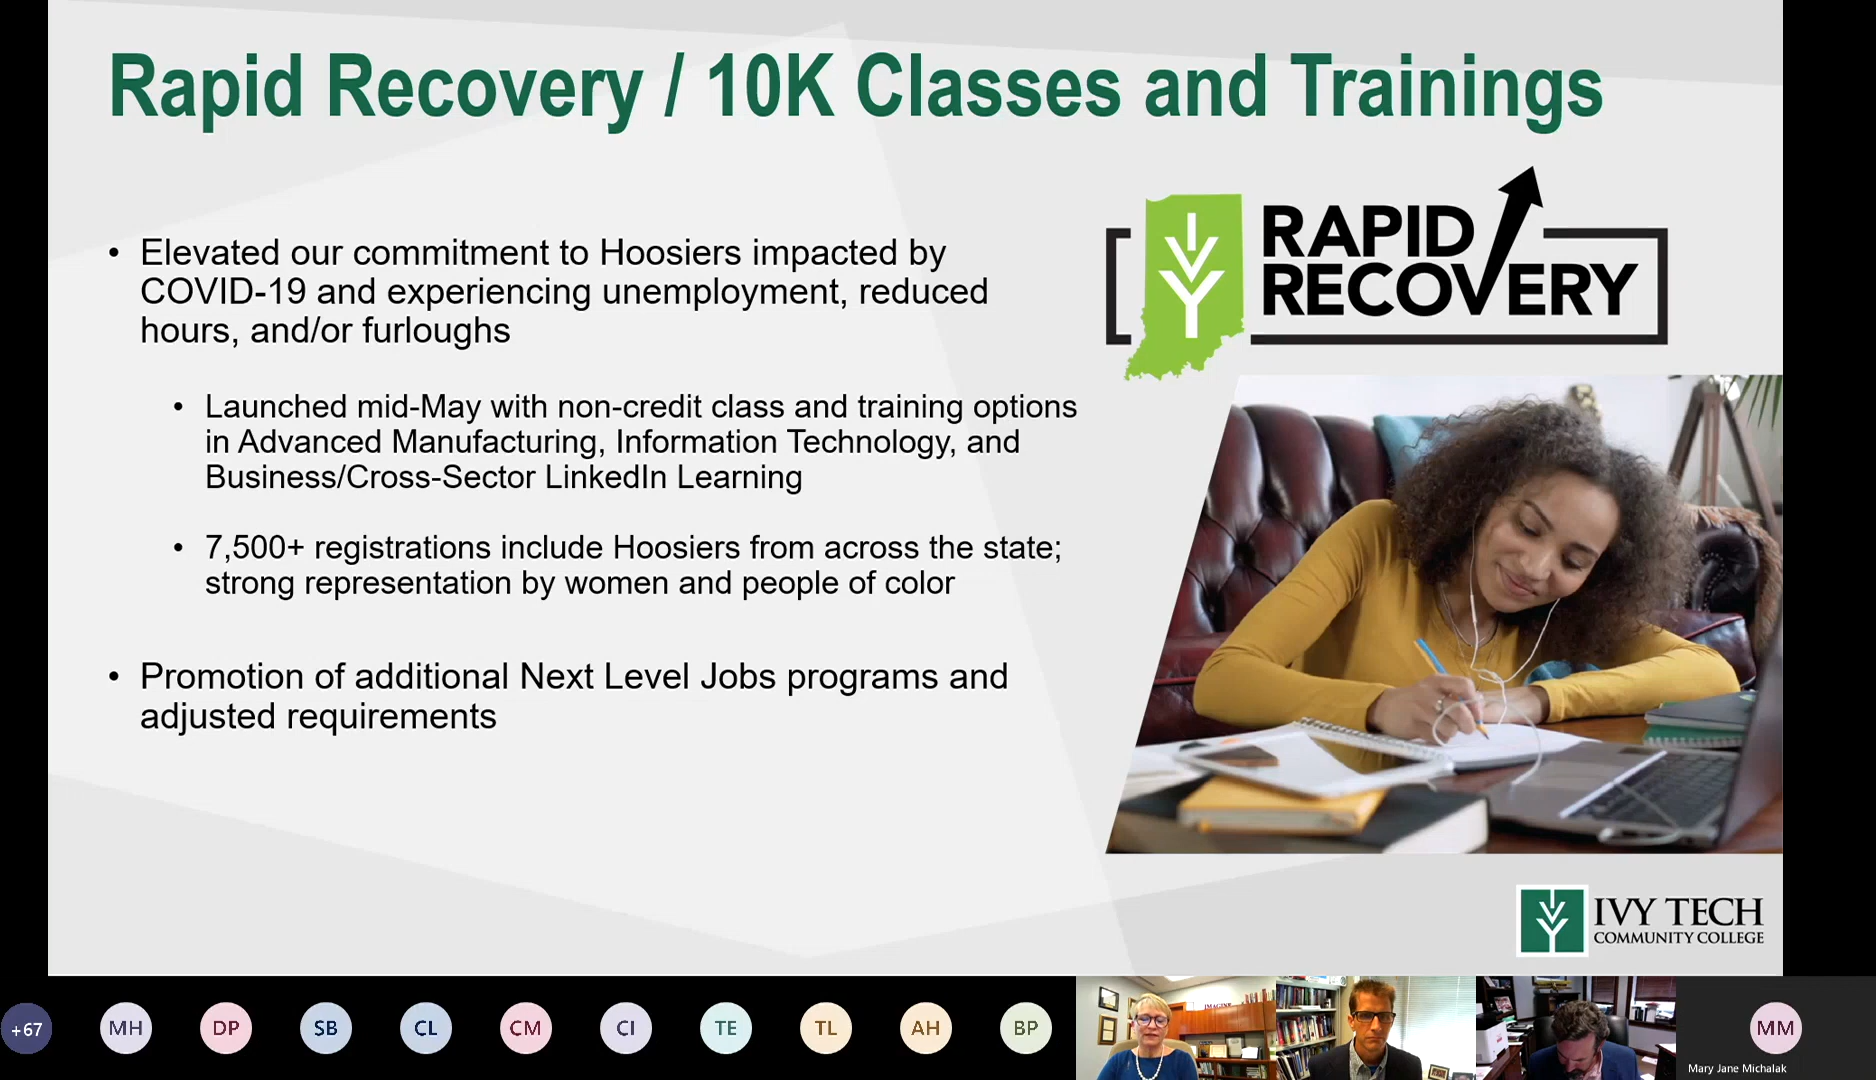 Rapid Recovery / 10K Classes and Trainings
• Elevated our commitment to Hoosiers impacted by
COVID-19 and experiencing unemployment, reduced
hours, and/or furloughs
• Launched mid-May with non-credit class and training options
in Advanced Manufacturing, Information Technology, and
Business/Cross-Sector LinkedIn Learning
• 7,500+ registrations include Hoosiers from across the state;
strong representation by women and people of color
• Promotion of additional Next Level Jobs programs and
adjusted requirements
RAPID
RECOVERY
IVY TECH
COMMUNITY COLLEGE
+67
MH
DP
SB
CL
CM
CI
TE
TL
AH
BP
IMAGINE
MM
Mary Jane Michalak